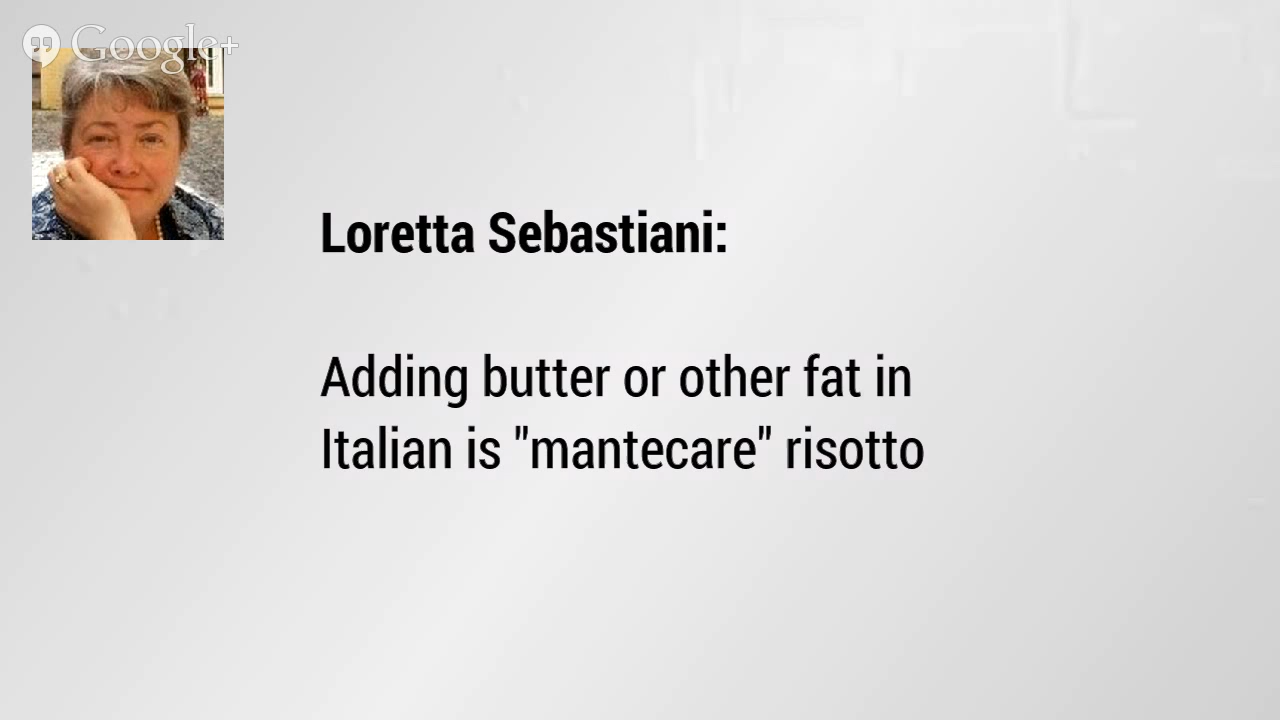 Google+
Loretta Sebastiani:
Adding butter or other fat in
Italian is "mantecare" risotto